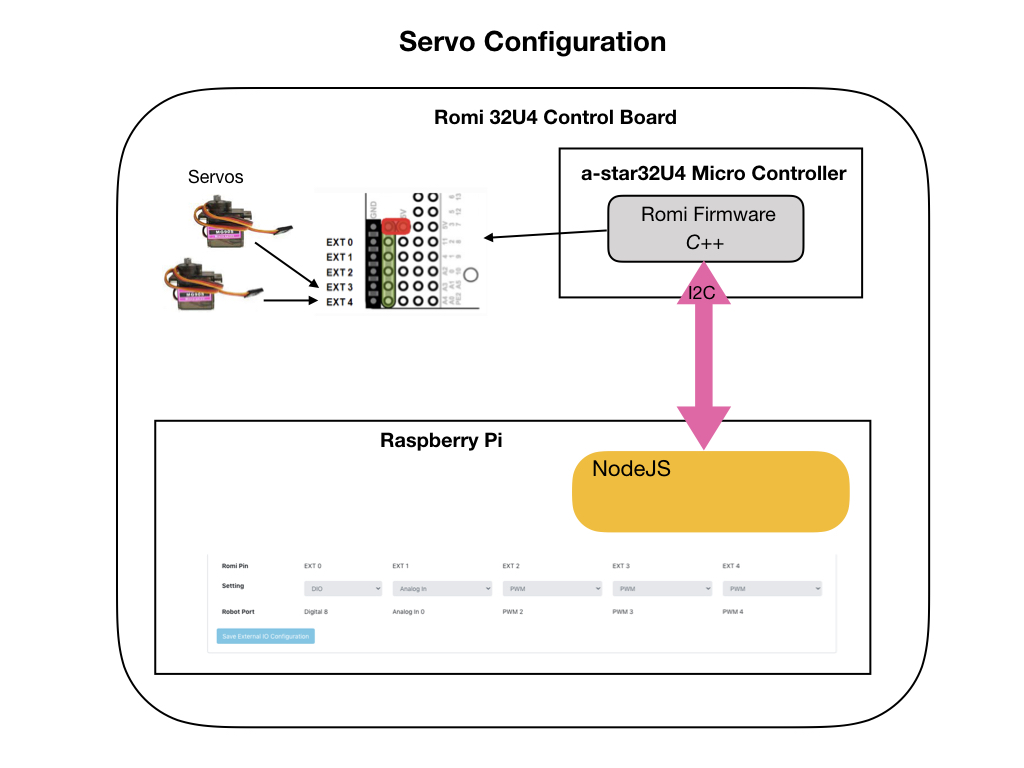 Servo Configuration
Romi 32U4 Control Board
Servos
a-star32U4 Micro Controller
Romi Firmware
C++
GND
EXT 0
EXT 1
EXT 2
EXT 3
EXT 4
MG90S
I2C
Raspberry Pi
NodeJS
Romi Pin EXT 0 EXT 1 EXT 2 EXT 3 EXT 4
Setting DIO Analog In PWM PWM PWM
Robot Port Digital 8 Analog In 0 PWM 2 PWM 3 PWM 4
Save External IO Configuration